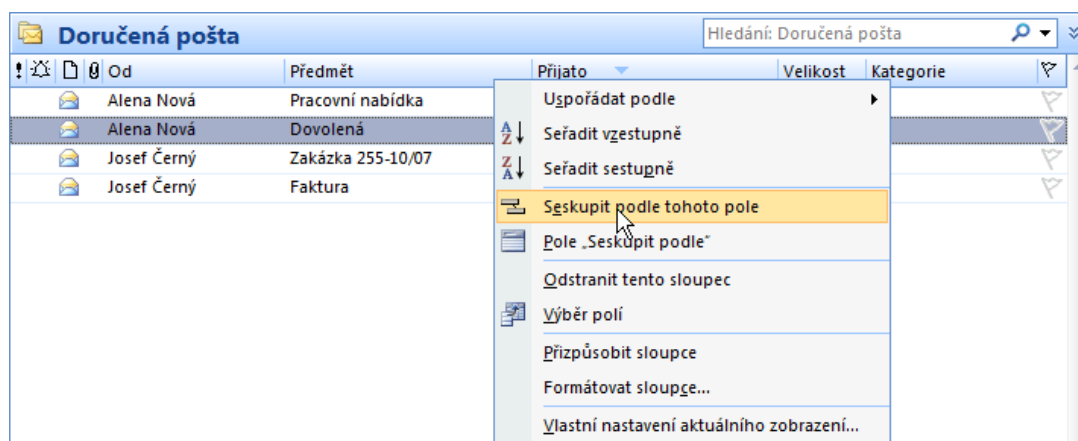 Doručená pošta
Hledání: Doručená pošta
Od Předmět Přijato Velikost Kategorie
Alena Nová Pracovní nabídka
Alena Nová Dovolená
Josef Černý Zakázka 255-10/07
Josef Černý Faktura
Uspořádat podle
Seřadit vzestupně
Seřadit sestupně
Seskupit podle tohoto pole
Pole „Seskupit podle“
Odstranit tento sloupec
Výběr polí
Přizpůsobit sloupce
Formátovat sloupce...
Vlastní nastavení aktuálního zobrazení...